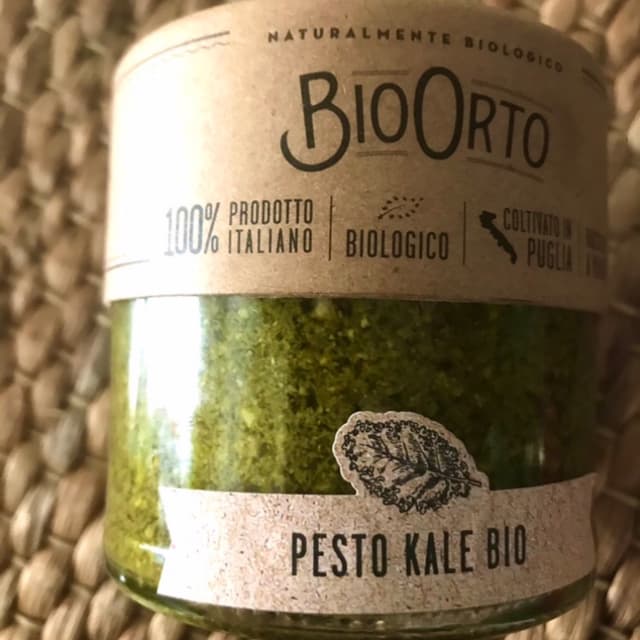 NATURALMENTE BIOLOGICO
BIOORTO
100% PRODOTTO ITALIANO
BIOLOGICO
COLTIVATO IN PUGLIA
PESTO KALE BIO